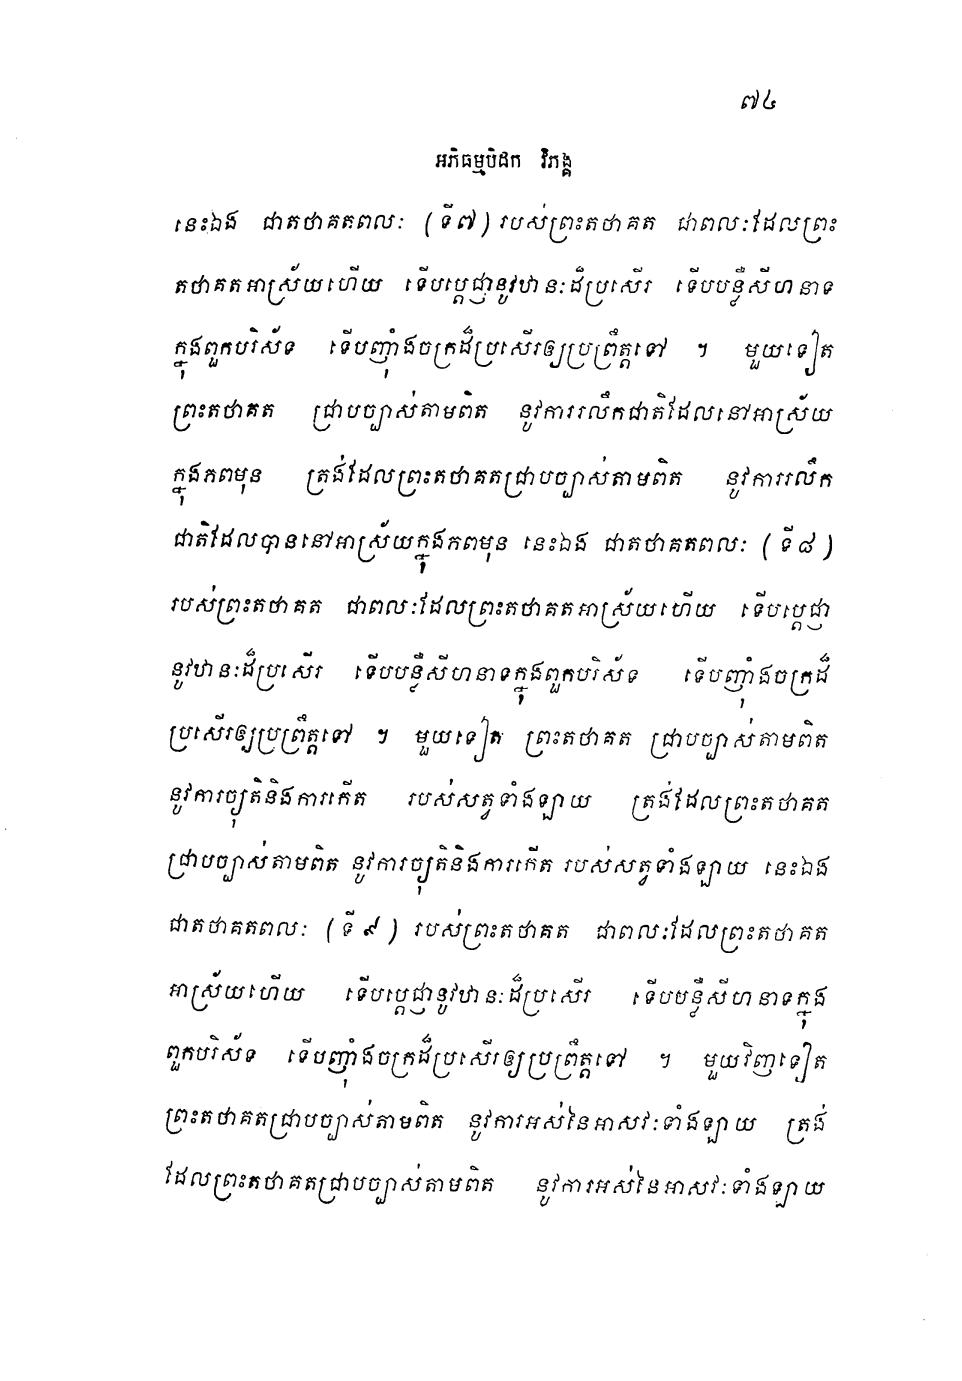 ៧៤
អភិធម្មបិដក វិភង្គ
នេះឯង ជាតថាគតពលៈ (ទី៧) របស់ព្រះតថាគត ជាពលៈដែលព្រះ
តថាគតអាស្រ័យហើយ ទើបប្តេជ្ញានូវឋានៈដ៏ប្រសើរ ទើបបន្លឺសីហនាទ
ក្នុងពួកបរិស័ទ ទើបញ៉ាំងចក្រដ៏ប្រសើរឲ្យប្រព្រឹត្តទៅ ។ មួយទៀត
ព្រះតថាគត ជ្រាបច្បាស់តាមពិត នូវការរលឹកជាតិដែលនៅអាស្រ័យ
ក្នុងភពមុន ត្រង់ដែលព្រះតថាគតជ្រាបច្បាស់តាមពិត នូវការរលឹក
ជាតិដែលបាននៅអាស្រ័យក្នុងភពមុន នេះឯង ជាតថាគតពលៈ (ទី៨)
របស់ព្រះតថាគត ជាពលៈដែលព្រះតថាគតអាស្រ័យហើយ ទើបប្តេជ្ញា
នូវឋានៈដ៏ប្រសើរ ទើបបន្លឺសីហនាទក្នុងពួកបរិស័ទ ទើបញ៉ាំងចក្រដ៏
ប្រសើរឲ្យប្រព្រឹត្តទៅ ។ មួយទៀត ព្រះតថាគត ជ្រាបច្បាស់តាមពិត
នូវការច្យុតិនិងការកើត របស់សត្វទាំងឡាយ ត្រង់ដែលព្រះតថាគត
ជ្រាបច្បាស់តាមពិត នូវការច្យុតិនិងការកើត របស់សត្វទាំងឡាយ នេះឯង
ជាតថាគតពលៈ (ទី៩) របស់ព្រះតថាគត ជាពលៈដែលព្រះតថាគត
អាស្រ័យហើយ ទើបប្តេជ្ញានូវឋានៈដ៏ប្រសើរ ទើបបន្លឺសីហនាទក្នុង
ពួកបរិស័ទ ទើបញ៉ាំងចក្រដ៏ប្រសើរឲ្យប្រព្រឹត្តទៅ ។ មួយវិញទៀត
ព្រះតថាគតជ្រាបច្បាស់តាមពិត នូវការអស់នៃអាសវៈទាំងឡាយ ត្រង់
ដែលព្រះតថាគតជ្រាបច្បាស់តាមពិត នូវការអស់នៃអាសវៈទាំងឡាយ